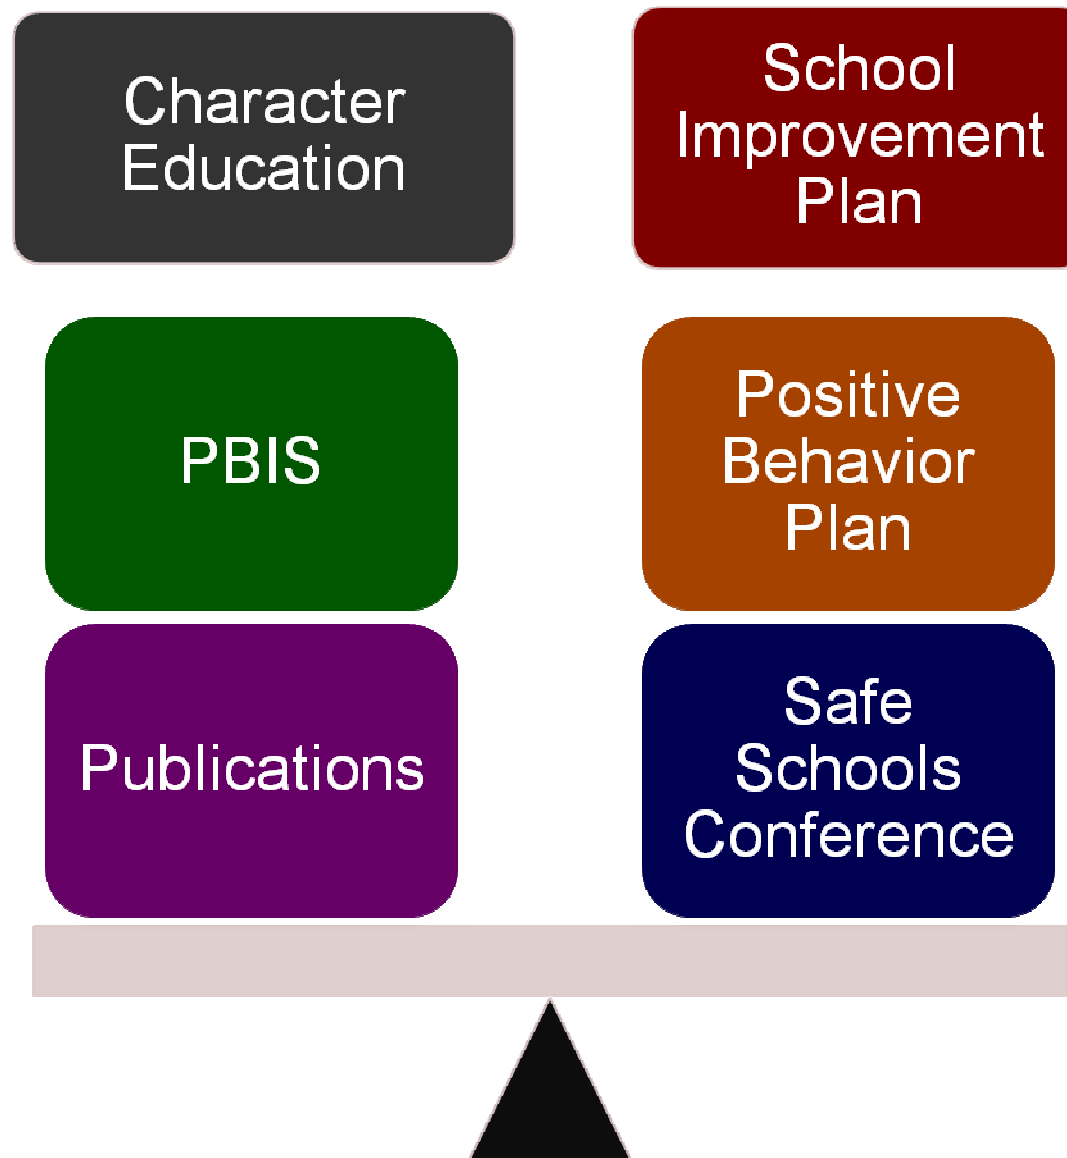 Character
Education
School
Improvement
Plan
PBIS
Positive
Behavior
Plan
Publications
Safe
Schools
Conference